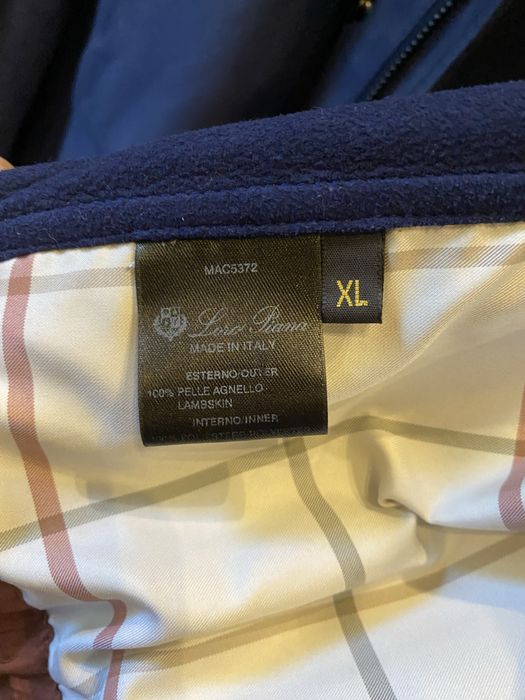 MAC5372
XL
Loro Piana
MADE IN ITALY
ESTERNO/OUTER
100% PELLE AGNELLO
LAMBSKIN
INTERNO/INNER